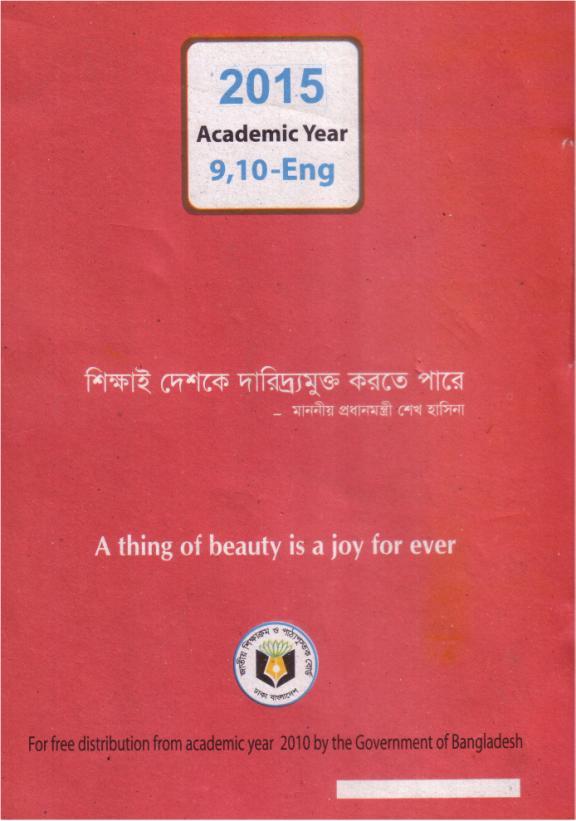 2015
Academic Year
9,10-Eng
শিক্ষাই দেশকে দারিদ্র্যমুক্ত করতে পারে
– মাননীয় প্রধানমন্ত্রী শেখ হাসিনা
A thing of beauty is a joy for ever
জাতীয় শিক্ষাক্রম ও পাঠ্যপুস্তক বোর্ড
ঢাকা বাংলাদেশ
For free distribution from academic year 2010 by the Government of Bangladesh